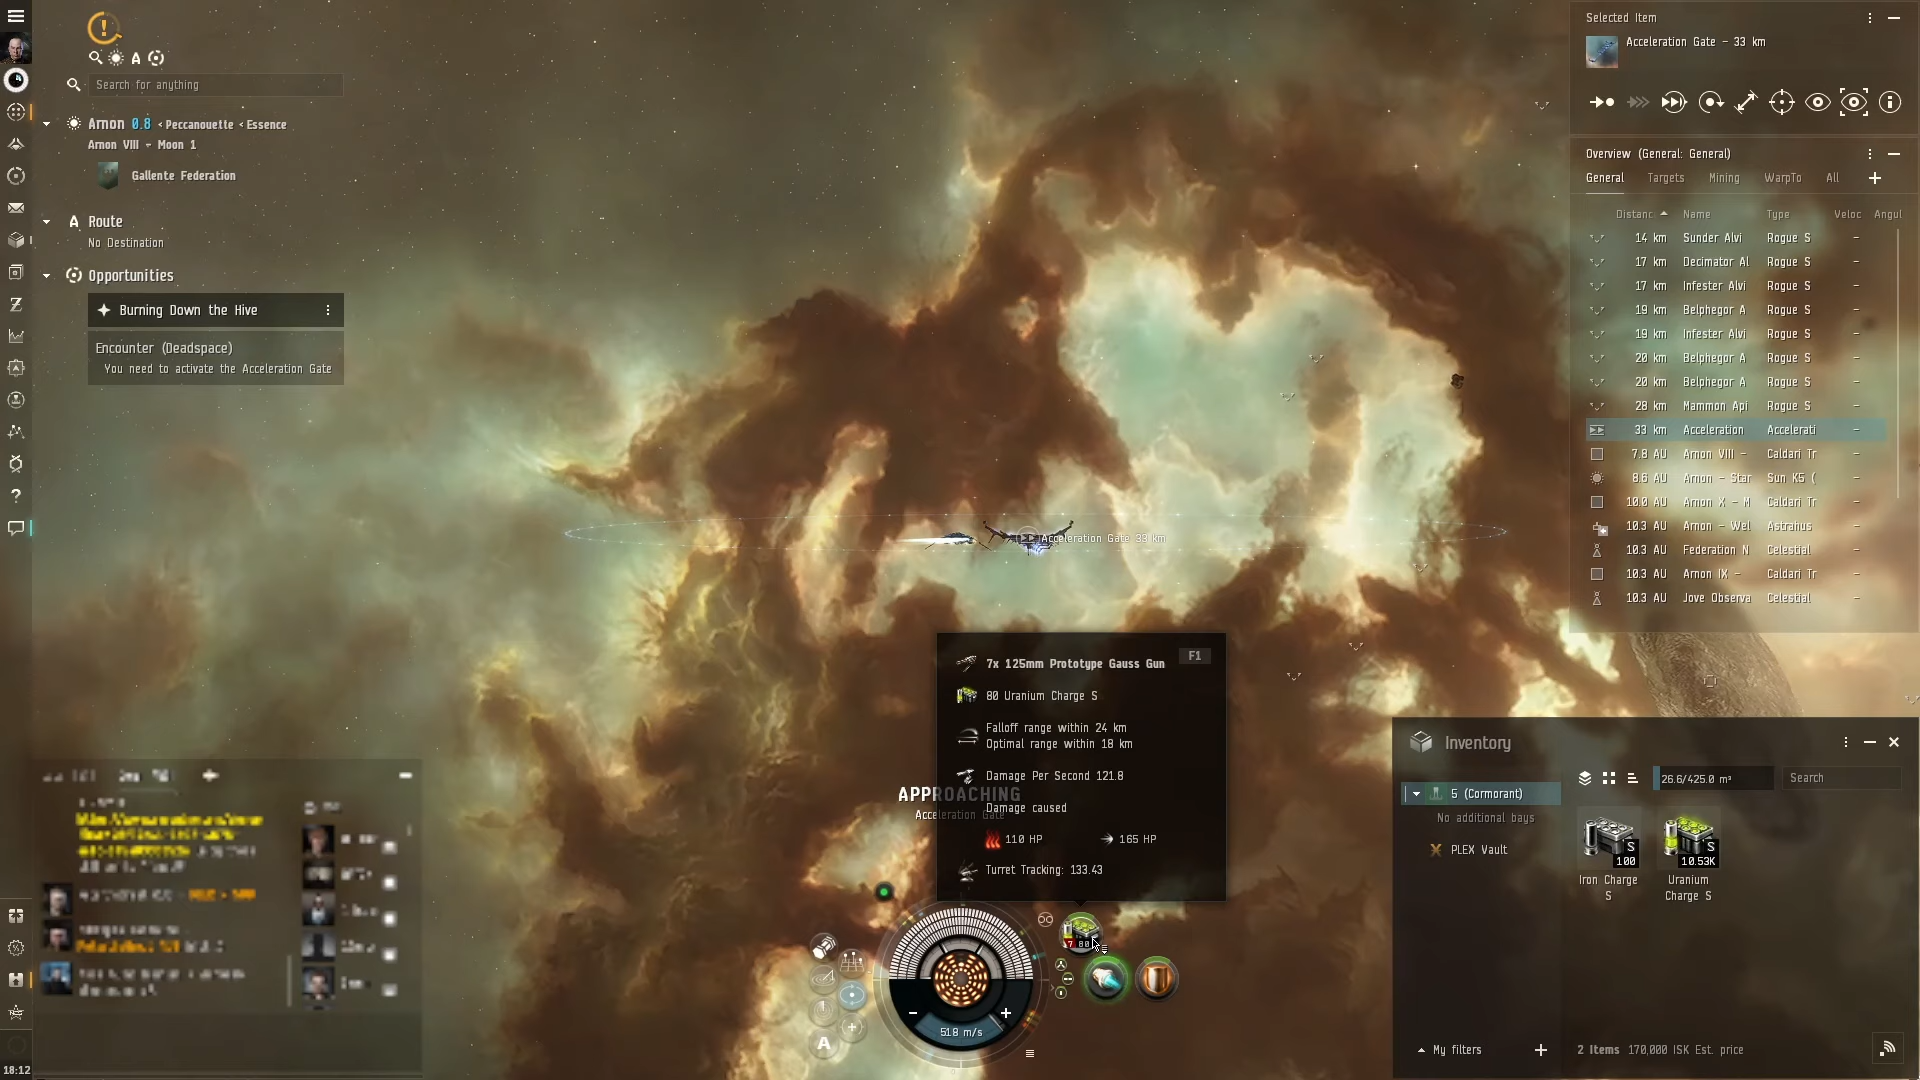 Search for anything
Arnon 0.8 < Peccanouette < Essence
Arnon VIII - Moon 1
Gallente Federation
A Route
No Destination
Opportunities
Burning Down the Hive
Encounter (Deadspace)
You need to activate the Acceleration Gate
Acceleration Gate 33 km
7x 125mm Prototype Gauss Gun F1
80 Uranium Charge S
Falloff range within 24 km
Optimal range within 18 km
Damage Per Second 121.8
Damage caused
110 HP 165 HP
Turret Tracking: 133.43
APPROACHING
Acceleration Gate
7 80
518 m/s
A
18:12
Selected Item
Acceleration Gate - 33 km
Overview (General: General)
General Targets Mining WarpTo All +
Distanc Name Type Veloc Angul
14 km Sunder Alvi Rogue S -
17 km Decimator Al Rogue S -
17 km Infester Alvi Rogue S -
19 km Belphegor A Rogue S -
19 km Infester Alvi Rogue S -
20 km Belphegor A Rogue S -
20 km Belphegor A Rogue S -
28 km Mammon Api Rogue S -
33 km Acceleration Accelerati -
7.8 AU Arnon VIII - Caldari Tr -
8.6 AU Arnon - Star Sun K5 ( -
10.0 AU Arnon X - M Caldari Tr -
10.3 AU Arnon - Wel Astrahus -
10.3 AU Federation N Celestial -
10.3 AU Arnon IX - Caldari Tr -
10.3 AU Jove Observa Celestial -
Inventory
26.6/425.0 m³ Search
5 (Cormorant)
No additional bays
PLEX Vault
S 100
Iron Charge S
S 10.53K
Uranium Charge S
My filters +
2 Items 170,000 ISK Est. price